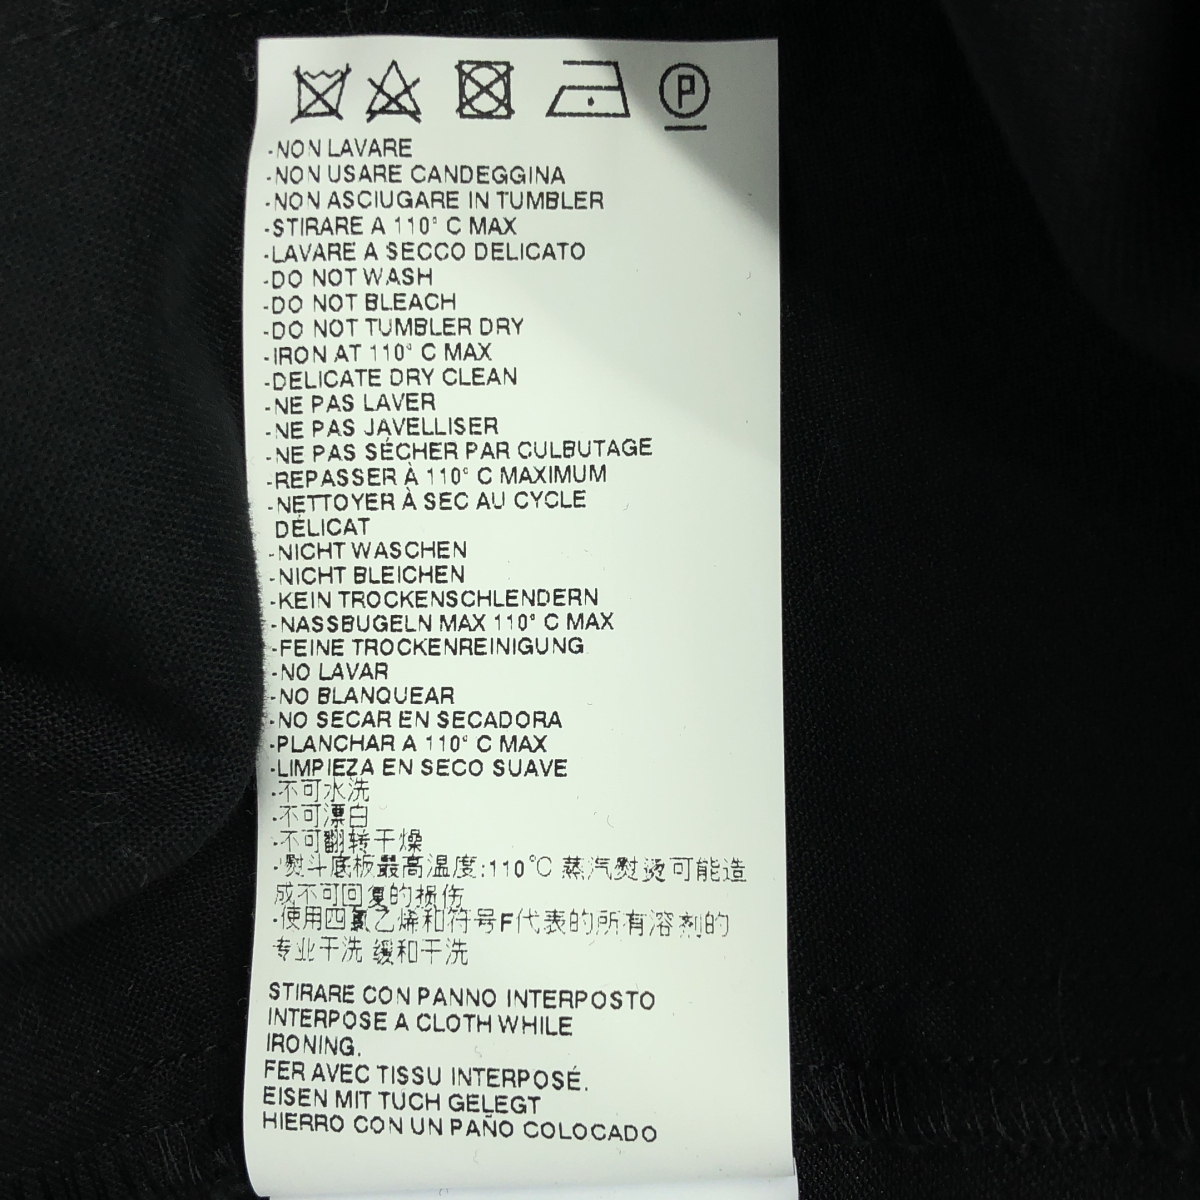 P
-NON LAVARE
-NON USARE CANDEGGINA
-NON ASCIUGARE IN TUMBLER
-STIRARE A 110° C MAX
-LAVARE A SECCO DELICATO
-DO NOT WASH
-DO NOT BLEACH
-DO NOT TUMBLER DRY
-IRON AT 110° C MAX
-DELICATE DRY CLEAN
-NE PAS LAVER
-NE PAS JAVELLISER
-NE PAS SÉCHER PAR CULBUTAGE
-REPASSER À 110° C MAXIMUM
-NETTOYER À SEC AU CYCLE
DÉLICAT
-NICHT WASCHEN
-NICHT BLEICHEN
-KEIN TROCKENSCHLENDERN
-NASSBUGELN MAX 110° C MAX
-FEINE TROCKENREINIGUNG
-NO LAVAR
-NO BLANQUEAR
-NO SECAR EN SECADORA
-PLANCHAR A 110° C MAX
-LIMPIEZA EN SECO SUAVE
-不可水洗
-不可漂白
-不可翻转干燥
-熨斗底板最高温度:110°C 蒸汽熨烫可能造
成不可回复的损伤
-使用四氯乙烯和符号F代表的所有溶剂的
专业干洗 缓和干洗
STIRARE CON PANNO INTERPOSTO
INTERPOSE A CLOTH WHILE
IRONING.
FER AVEC TISSU INTERPOSÉ.
EISEN MIT TUCH GELEGT
HIERRO CON UN PAÑO COLOCADO